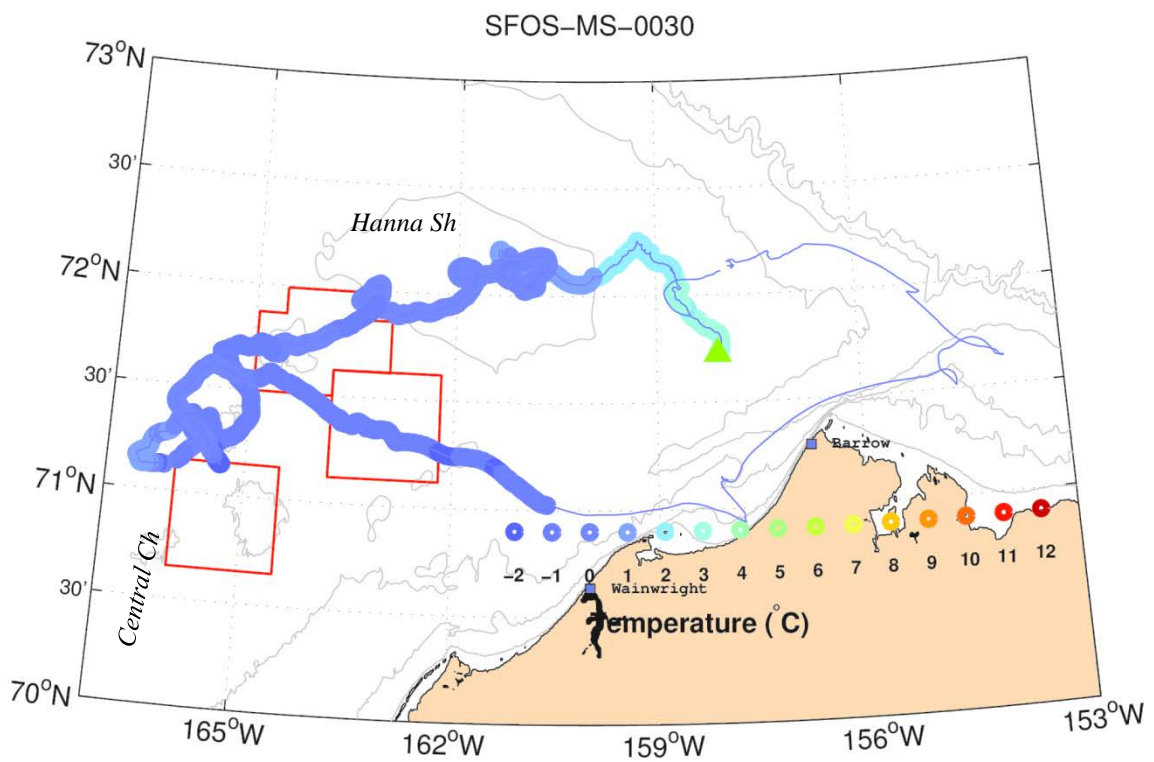 SFOS−MS−0030
73°N
30'
Hanna Sh
72°N
30'
Barrow
71°N
Central Ch
−2 −1 0 1 2 3 4 5 6 7 8 9 10 11 12
30'
Wainwright
Temperature (°C)
70°N
165°W 162°W 159°W 156°W 153°W